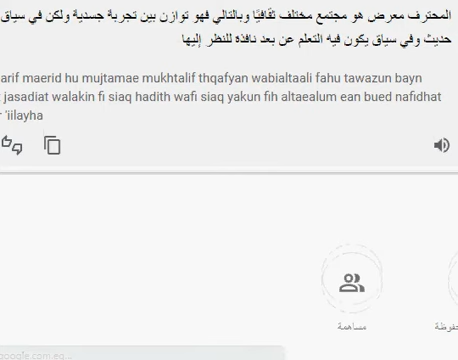 المحترف معرض هو مجتمع مختلف ثقافيًا وبالتالي فهو توازن بين تجربة جسدية ولكن في سياق
حديث وفي سياق يكون فيه التعلم عن بعد نافذة للنظر إليها
arif maerid hu mujtamae mukhtalif thqafyan wabialtaali fahu tawazun bayn
jasadiat walakin fi siaq hadith wafi siaq yakun fih altaealum ean bued nafidhat
'iilayha
مساهمة
google.com.eg...